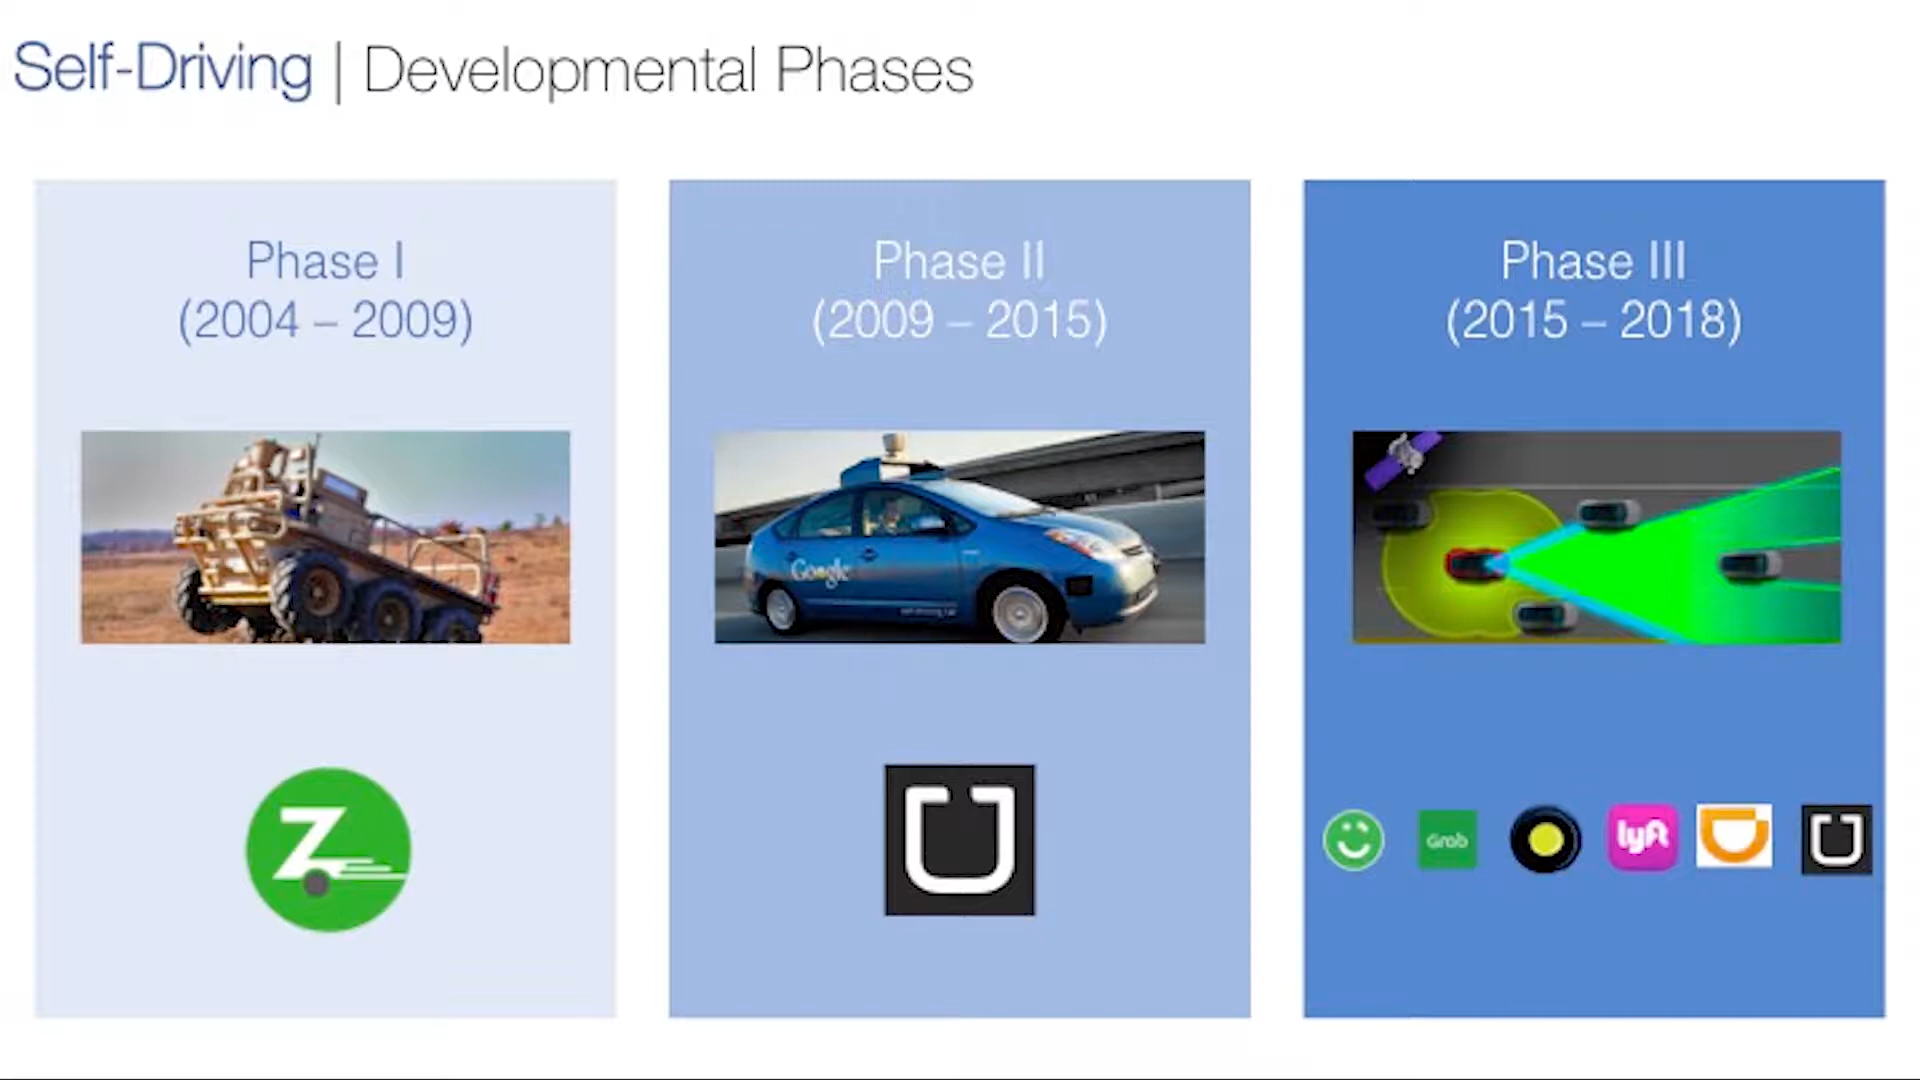 Self-Driving | Developmental Phases
Phase I
(2004 – 2009)
Phase II
(2009 – 2015)
Phase III
(2015 – 2018)
Google
Grab
lyft